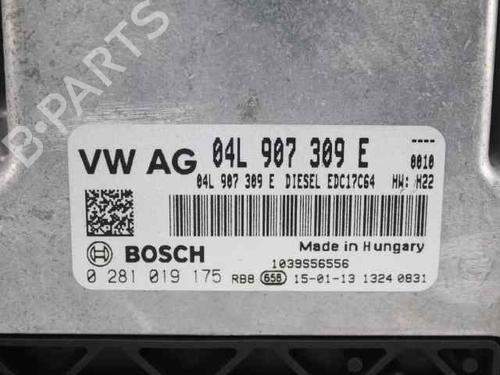 B-PARTS
VW AG 04L 907 309 E ----
0010
04L 907 309 E DIESEL EDC17C64 HW: H22
BOSCH
Made in Hungary
1039S56556
0 281 019 175 RBB 658 15-01-13 1324 0831